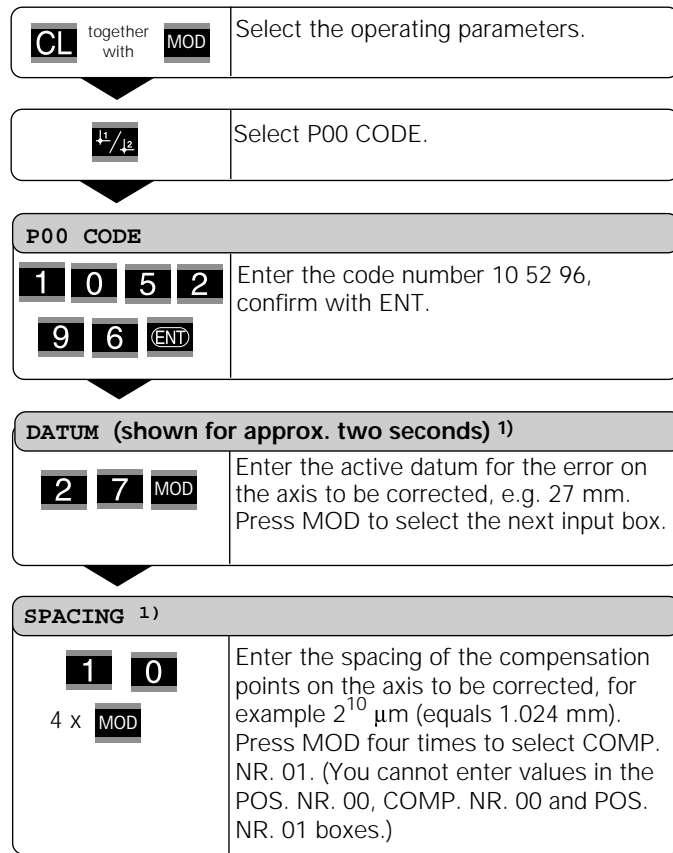 CL together with MOD
Select the operating parameters.
1/2
Select P00 CODE.
P00 CODE
1 0 5 2
9 6 ENT
Enter the code number 10 52 96,
confirm with ENT.
DATUM (shown for approx. two seconds) 1)
2 7 MOD
Enter the active datum for the error on
the axis to be corrected, e.g. 27 mm.
Press MOD to select the next input box.
SPACING 1)
1 0
4 x MOD
Enter the spacing of the compensation
points on the axis to be corrected, for
example 2^10 µm (equals 1.024 mm).
Press MOD four times to select COMP.
NR. 01. (You cannot enter values in the
POS. NR. 00, COMP. NR. 00 and POS.
NR. 01 boxes.)